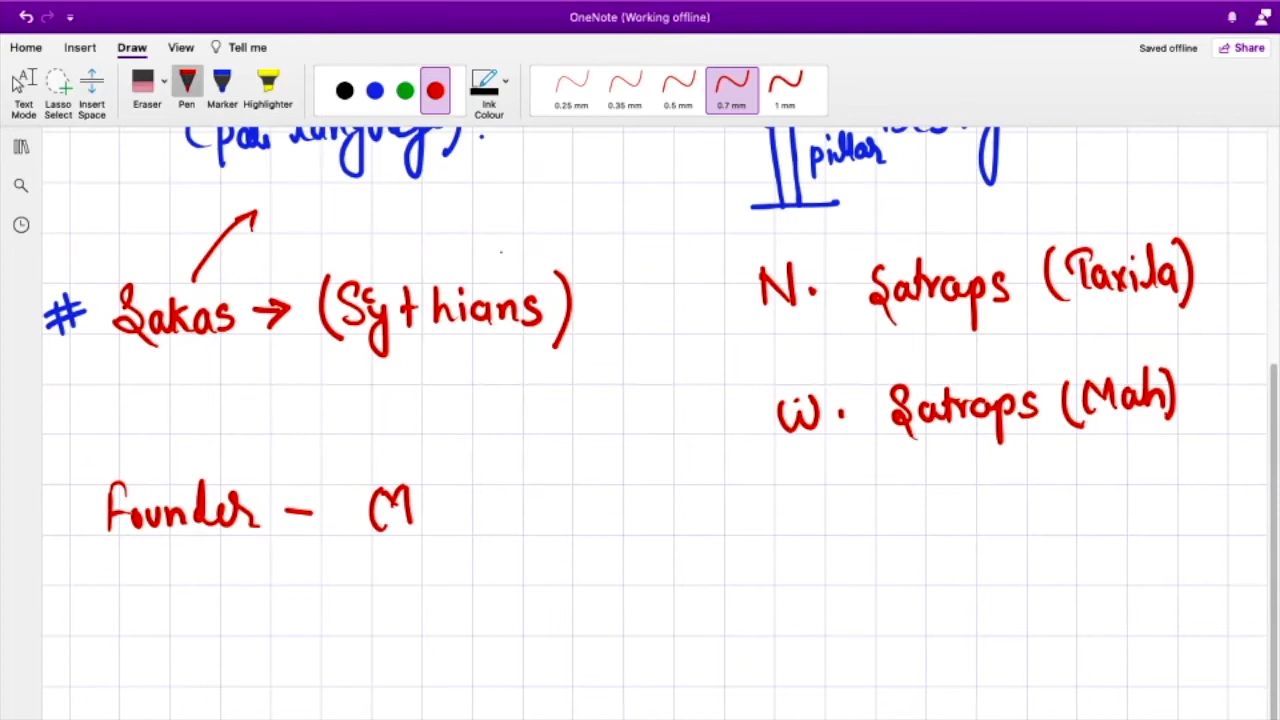 OneNote (Working offline)
Home Insert Draw View Tell me
Saved offline Share
Text Mode Lasso Select Insert Space Eraser Pen Marker Highlighter Ink Colour 0.25 mm 0.35 mm 0.5 mm 0.7 mm 1 mm
language).
pillar
# Sakas → (Scythians)
N. Satraps (Taxila)
W. Satraps (Mah)
Founder - M